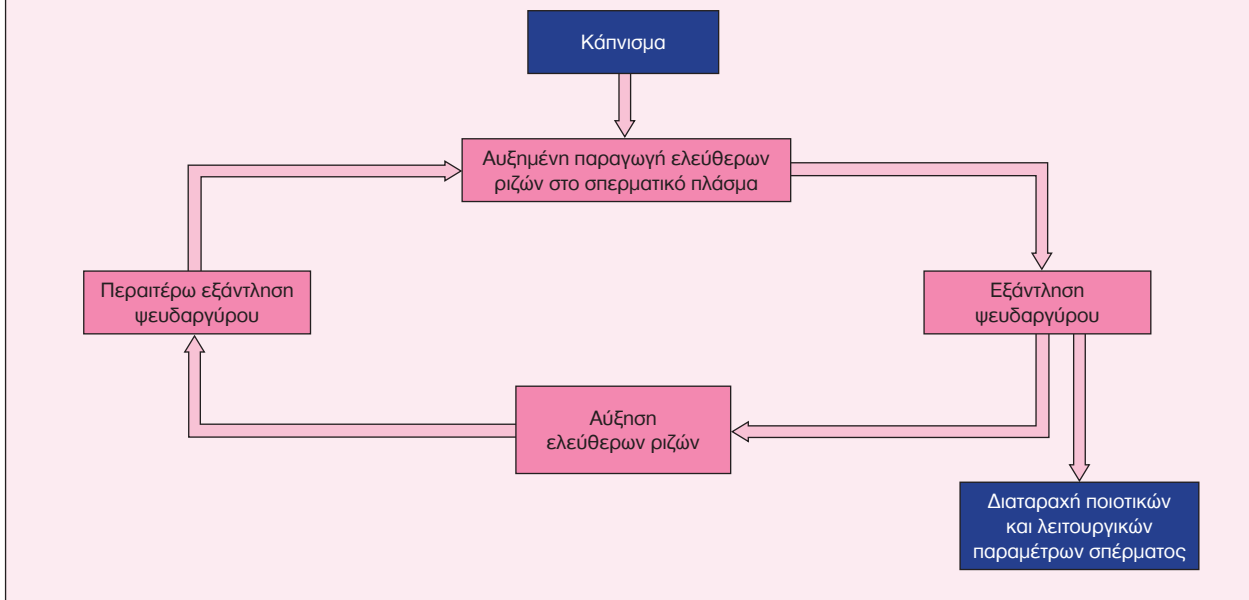 Κάπνισμα
Αυξημένη παραγωγή ελεύθερων
ριζών στο σπερματικό πλάσμα
Περαιτέρω εξάντληση
ψευδαργύρου
Εξάντληση
ψευδαργύρου
Αύξηση
ελεύθερων ριζών
Διαταραχή ποιοτικών
και λειτουργικών
παραμέτρων σπέρματος